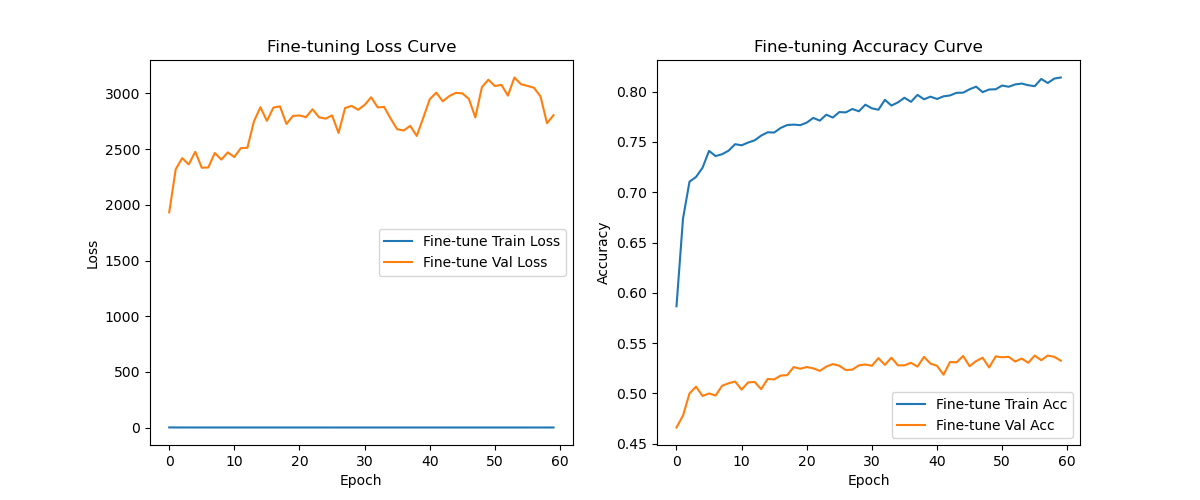 Fine-tuning Loss Curve
3000
2500
2000
1500
1000
500
0
Loss
Fine-tune Train Loss
Fine-tune Val Loss
0 10 20 30 40 50 60
Epoch
Fine-tuning Accuracy Curve
0.80
0.75
0.70
0.65
0.60
0.55
0.50
0.45
Accuracy
Fine-tune Train Acc
Fine-tune Val Acc
0 10 20 30 40 50 60
Epoch